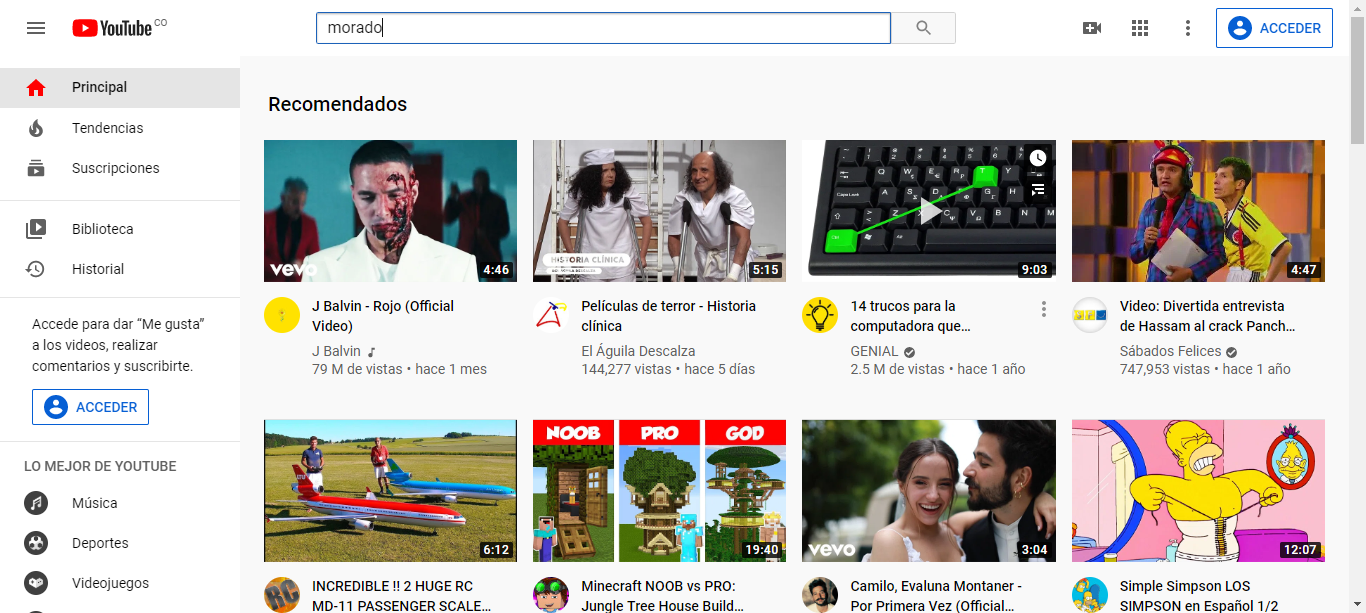 YouTube CO
morado
ACCEDER
Principal
Tendencias
Suscripciones
Biblioteca
Historial
Accede para dar “Me gusta”
a los videos, realizar
comentarios y suscribirte.
ACCEDER
LO MEJOR DE YOUTUBE
Música
Deportes
Videojuegos
Recomendados
vevo
4:46
J Balvin - Rojo (Official
Video)
J Balvin
79 M de vistas • hace 1 mes
HISTORIA CLÍNICA
5:15
Películas de terror - Historia
clínica
El Águila Descalza
144,277 vistas • hace 5 días
9:03
14 trucos para la
computadora que…
GENIAL
2.5 M de vistas • hace 1 año
4:47
Video: Divertida entrevista
de Hassam al crack Panch…
Sábados Felices
747,953 vistas • hace 1 año
6:12
RC
INCREDIBLE !! 2 HUGE RC
MD-11 PASSENGER SCALE…
NOOB PRO GOD
19:40
Minecraft NOOB vs PRO:
Jungle Tree House Build…
vevo
3:04
Camilo, Evaluna Montaner -
Por Primera Vez (Official…
12:07
Simple Simpson LOS
SIMPSON en Español 1/2